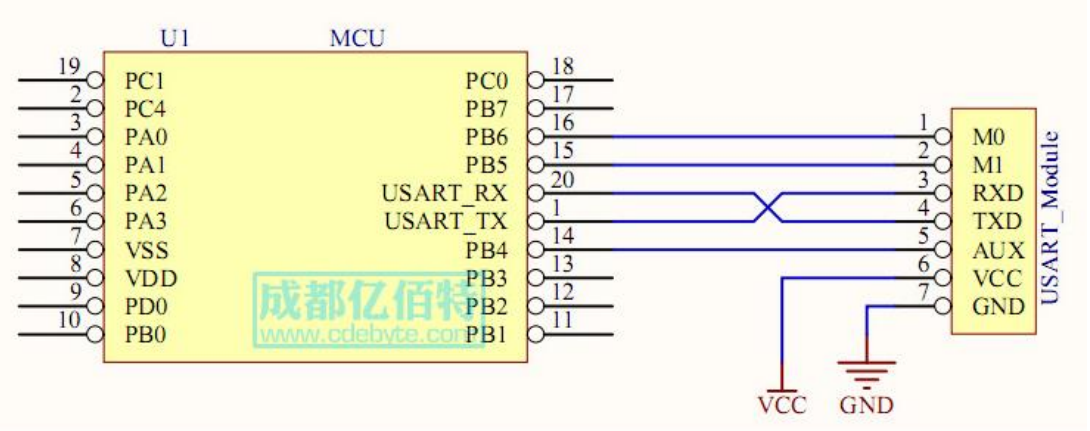 U1 MCU
19 PC1 PC0 18
2 PC4 PB7 17
3 PA0 PB6 16 1 M0
4 PA1 PB5 15 2 M1
5 PA2 USART_RX 20 3 RXD
6 PA3 USART_TX 1 4 TXD
7 VSS PB4 14 5 AUX
8 VDD PB3 13 6 VCC
9 PD0 PB2 12 7 GND
10 PB0 PB1 11
USART_Module
成都亿佰特
www.cdebyte.com
VCC GND